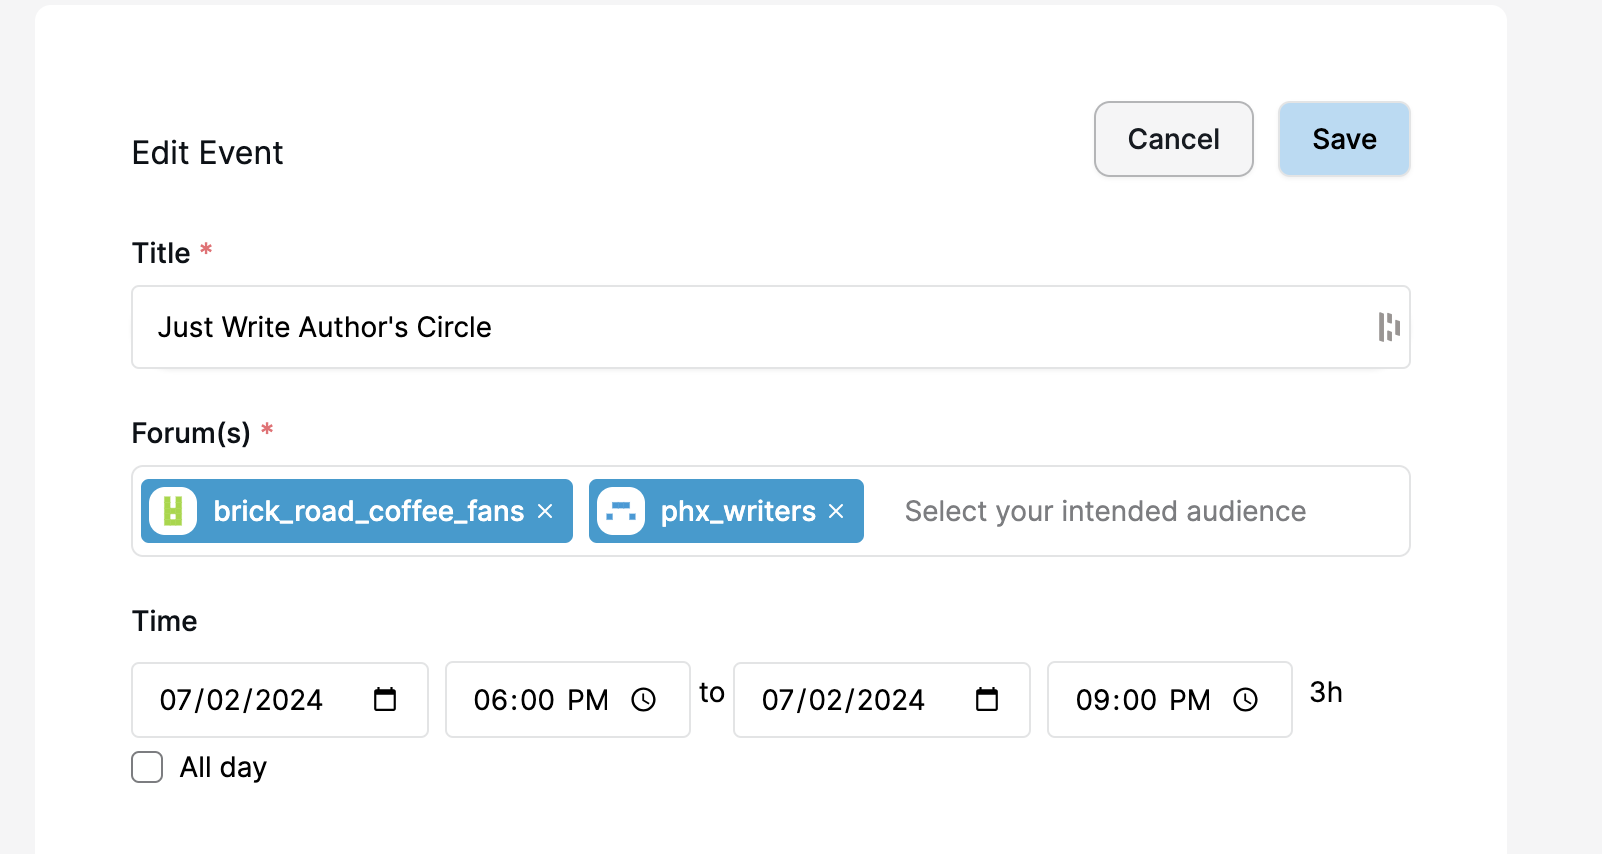 Edit Event
Cancel
Save
Title *
Just Write Author's Circle
Forum(s) *
brick_road_coffee_fans × phx_writers × Select your intended audience
Time
07/02/2024 06:00 PM to 07/02/2024 09:00 PM 3h
All day